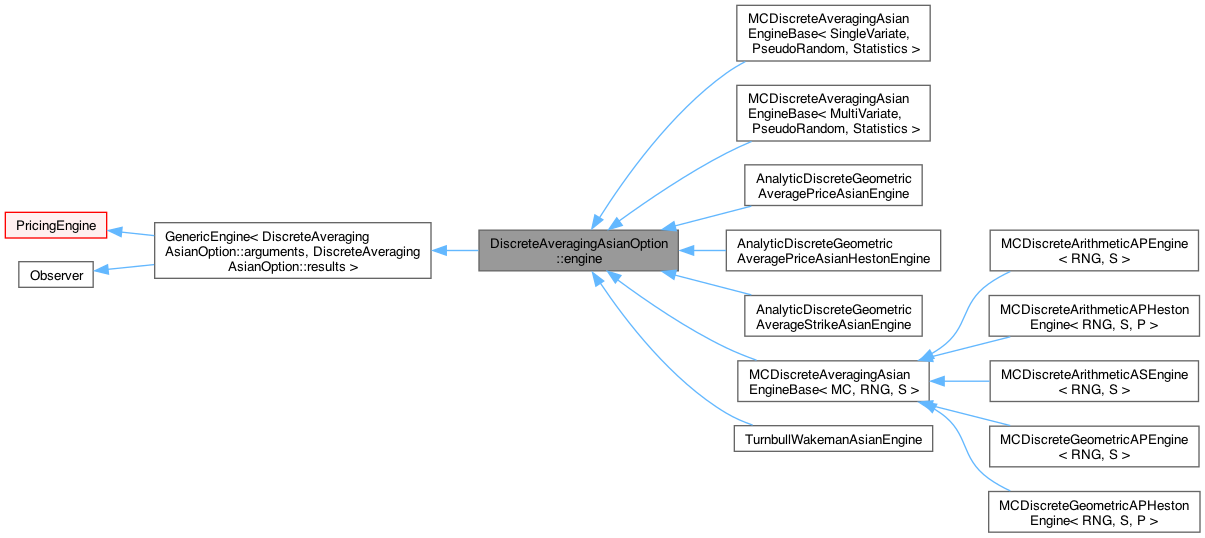 PricingEngine
Observer
GenericEngine< DiscreteAveraging
AsianOption::arguments, DiscreteAveraging
AsianOption::results >
DiscreteAveragingAsianOption
::engine
MCDiscreteAveragingAsian
EngineBase< SingleVariate,
PseudoRandom, Statistics >
MCDiscreteAveragingAsian
EngineBase< MultiVariate,
PseudoRandom, Statistics >
AnalyticDiscreteGeometric
AveragePriceAsianEngine
AnalyticDiscreteGeometric
AveragePriceAsianHestonEngine
AnalyticDiscreteGeometric
AverageStrikeAsianEngine
MCDiscreteAveragingAsian
EngineBase< MC, RNG, S >
TurnbullWakemanAsianEngine
MCDiscreteArithmeticAPEngine
< RNG, S >
MCDiscreteArithmeticAPHeston
Engine< RNG, S, P >
MCDiscreteArithmeticASEngine
< RNG, S >
MCDiscreteGeometricAPEngine
< RNG, S >
MCDiscreteGeometricAPHeston
Engine< RNG, S, P >